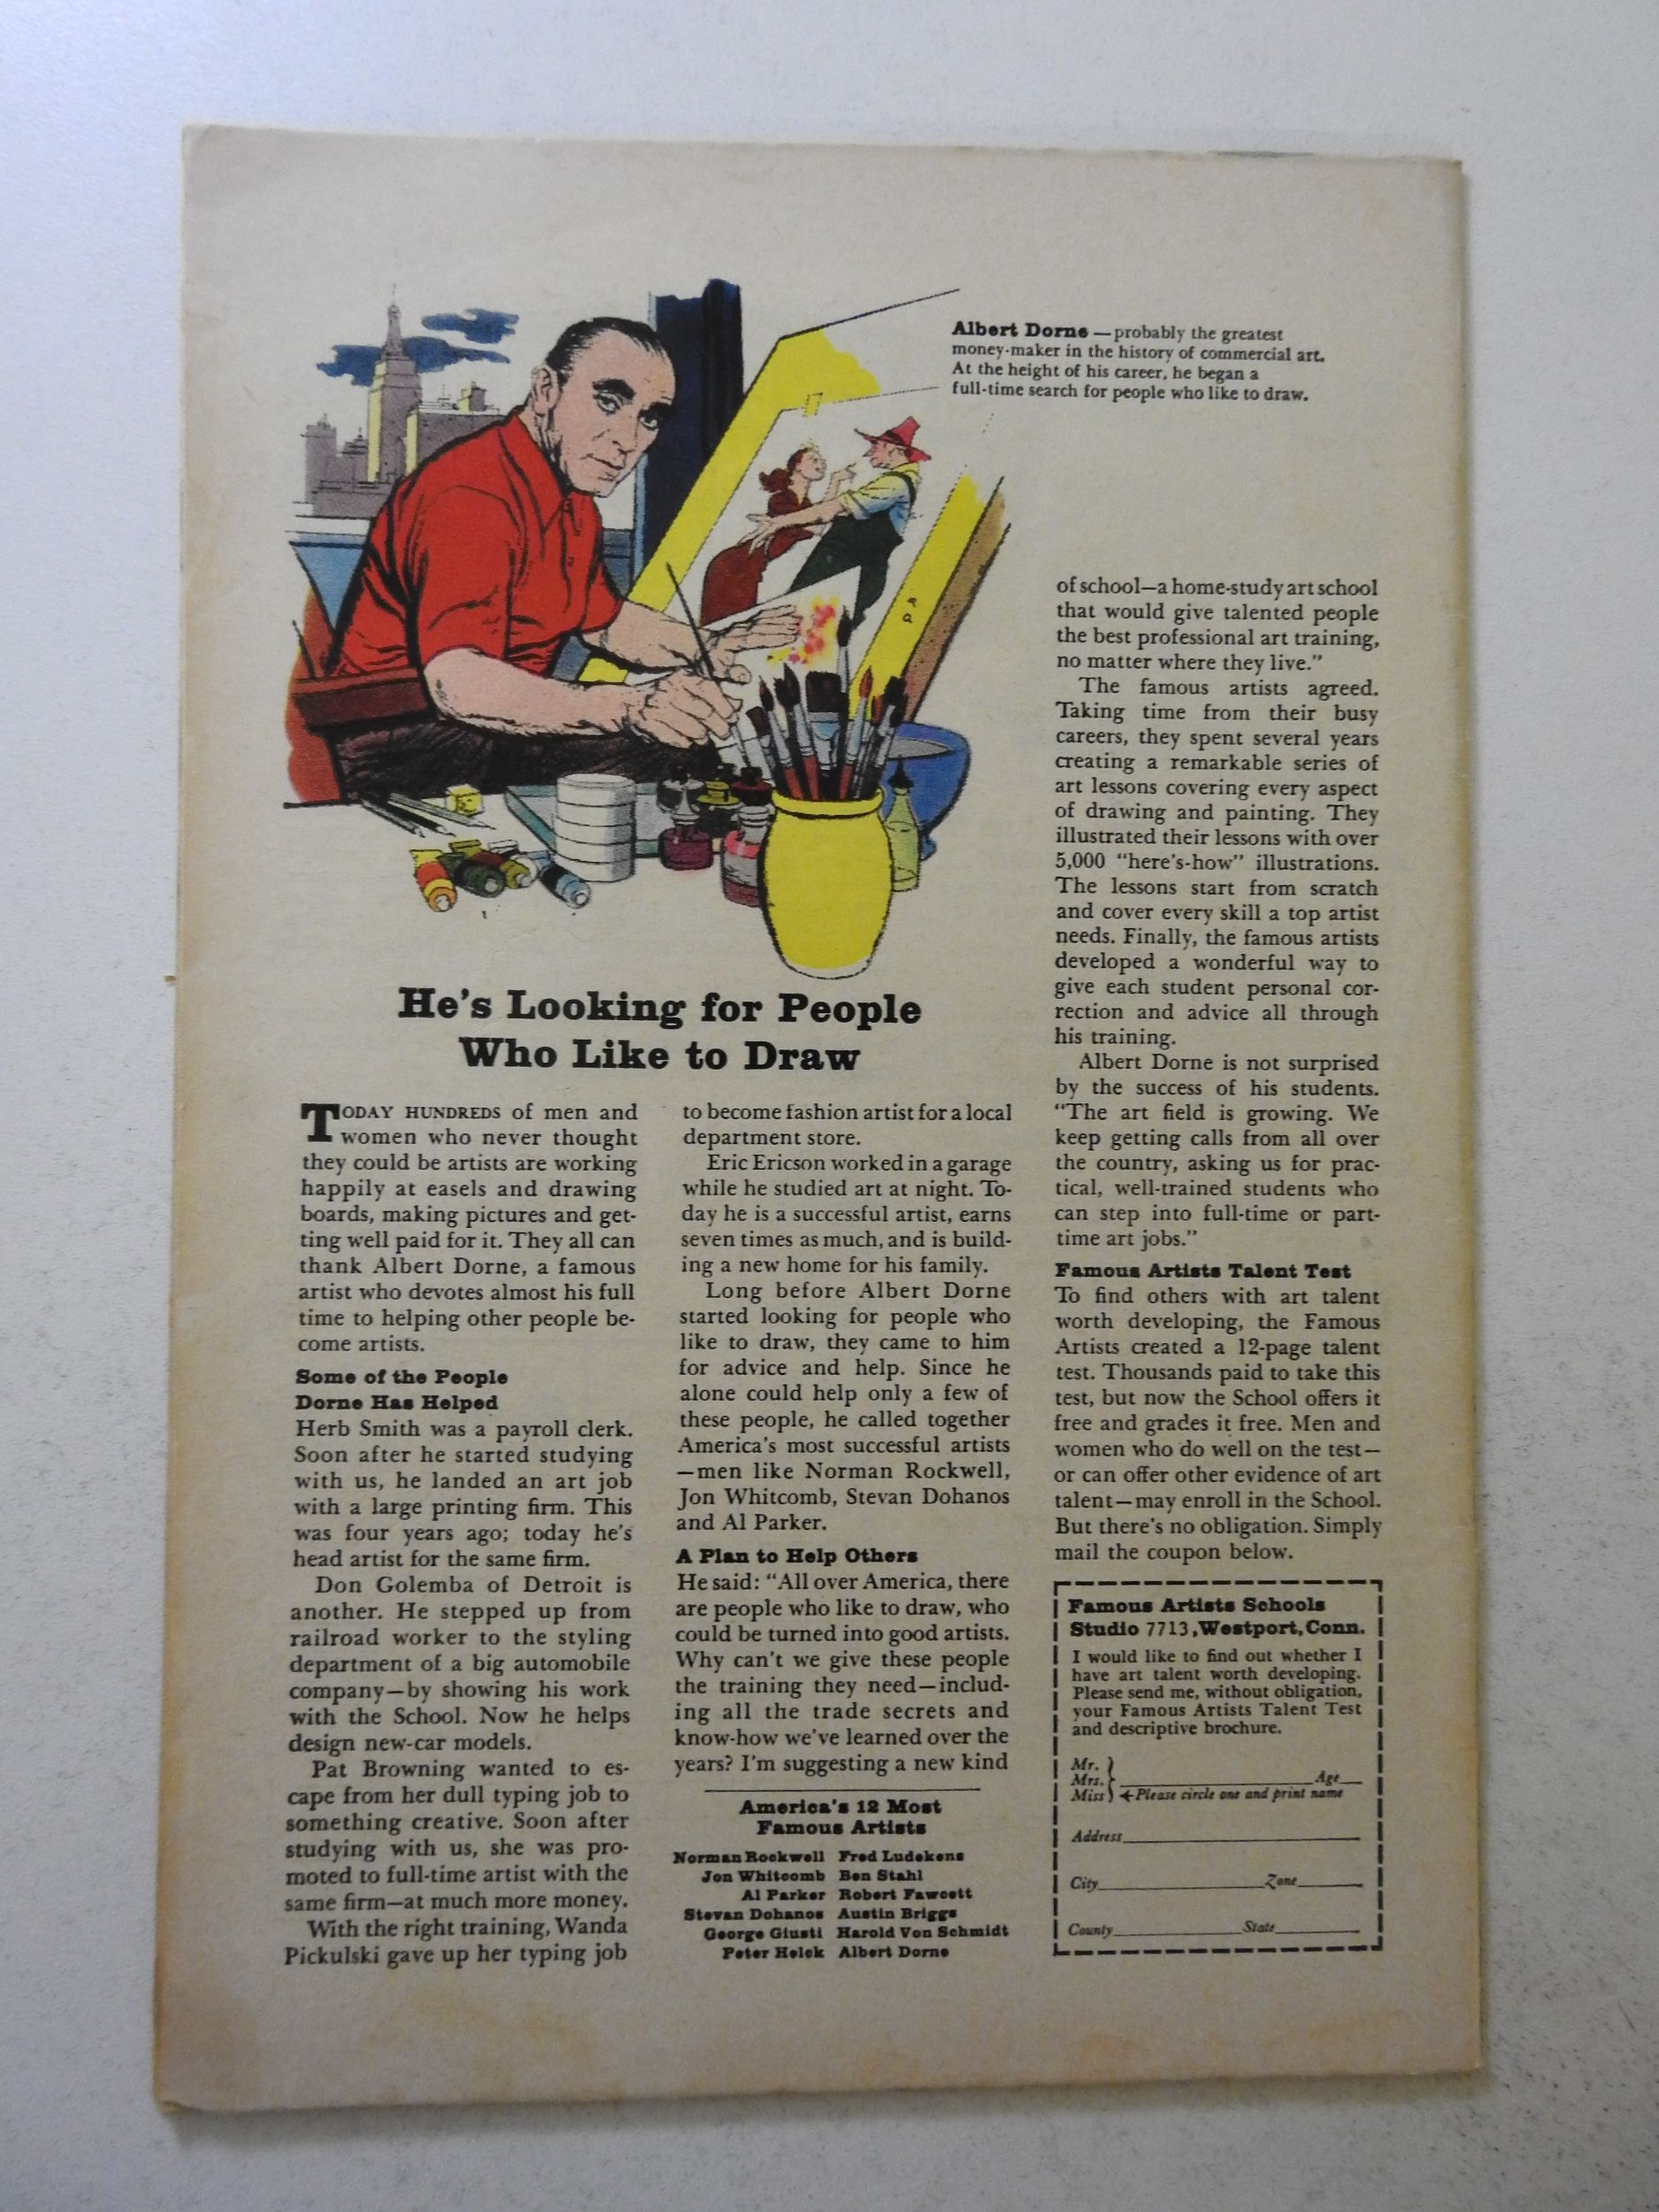 Albert Dorne — probably the greatest
money-maker in the history of commercial art.
At the height of his career, he began a
full-time search for people who like to draw.
He's Looking for People
Who Like to Draw
TODAY HUNDREDS of men and
women who never thought
they could be artists are working
happily at easels and drawing
boards, making pictures and get-
ting well paid for it. They all can
thank Albert Dorne, a famous
artist who devotes almost his full
time to helping other people be-
come artists.
Some of the People
Dorne Has Helped
Herb Smith was a payroll clerk.
Soon after he started studying
with us, he landed an art job
with a large printing firm. This
was four years ago; today he's
head artist for the same firm.
Don Golemba of Detroit is
another. He stepped up from
railroad worker to the styling
department of a big automobile
company—by showing his work
with the School. Now he helps
design new-car models.
Pat Browning wanted to es-
cape from her dull typing job to
something creative. Soon after
studying with us, she was pro-
moted to full-time artist with the
same firm—at much more money.
With the right training, Wanda
Pickulski gave up her typing job
to become fashion artist for a local
department store.
Eric Ericson worked in a garage
while he studied art at night. To-
day he is a successful artist, earns
seven times as much, and is build-
ing a new home for his family.
Long before Albert Dorne
started looking for people who
like to draw, they came to him
for advice and help. Since he
alone could help only a few of
these people, he called together
America's most successful artists
—men like Norman Rockwell,
Jon Whitcomb, Stevan Dohanos
and Al Parker.
A Plan to Help Others
He said: "All over America, there
are people who like to draw, who
could be turned into good artists.
Why can't we give these people
the training they need—includ-
ing all the trade secrets and
know-how we've learned over the
years? I'm suggesting a new kind
America's 12 Most
Famous Artists
Norman Rockwell Fred Ludekens
Jon Whitcomb Ben Stahl
Al Parker Robert Fawcett
Stevan Dohanos Austin Briggs
George Giusti Harold Von Schmidt
Peter Helck Albert Dorne
of school—a home-study art school
that would give talented people
the best professional art training,
no matter where they live."
The famous artists agreed.
Taking time from their busy
careers, they spent several years
creating a remarkable series of
art lessons covering every aspect
of drawing and painting. They
illustrated their lessons with over
5,000 "here's-how" illustrations.
The lessons start from scratch
and cover every skill a top artist
needs. Finally, the famous artists
developed a wonderful way to
give each student personal cor-
rection and advice all through
his training.
Albert Dorne is not surprised
by the success of his students.
"The art field is growing. We
keep getting calls from all over
the country, asking us for prac-
tical, well-trained students who
can step into full-time or part-
time art jobs."
Famous Artists Talent Test
To find others with art talent
worth developing, the Famous
Artists created a 12-page talent
test. Thousands paid to take this
test, but now the School offers it
free and grades it free. Men and
women who do well on the test—
or can offer other evidence of art
talent—may enroll in the School.
But there's no obligation. Simply
mail the coupon below.
Famous Artists Schools
Studio 7713, Westport, Conn.
I would like to find out whether I
have art talent worth developing.
Please send me, without obligation,
your Famous Artists Talent Test
and descriptive brochure.
Mr.
Mrs. Age
Miss Please circle one and print name
Address
City Zone
County State